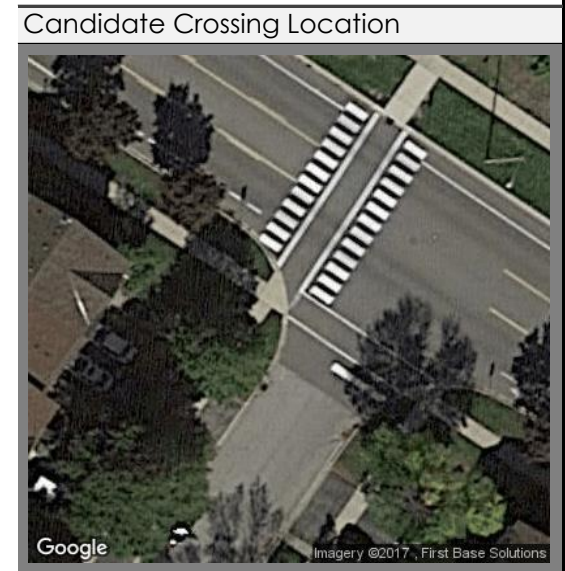 Candidate Crossing Location
Google
Imagery ©2017 , First Base Solutions